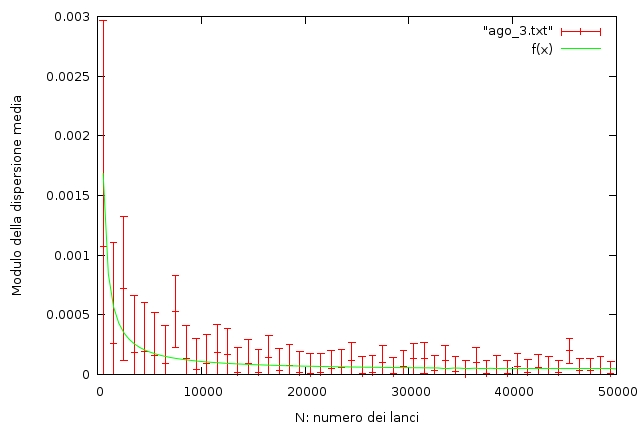 0.003
0.0025
0.002
0.0015
0.001
0.0005
0
Modulo della dispersione media
"ago_3.txt"
f(x)
0 10000 20000 30000 40000 50000
N: numero dei lanci